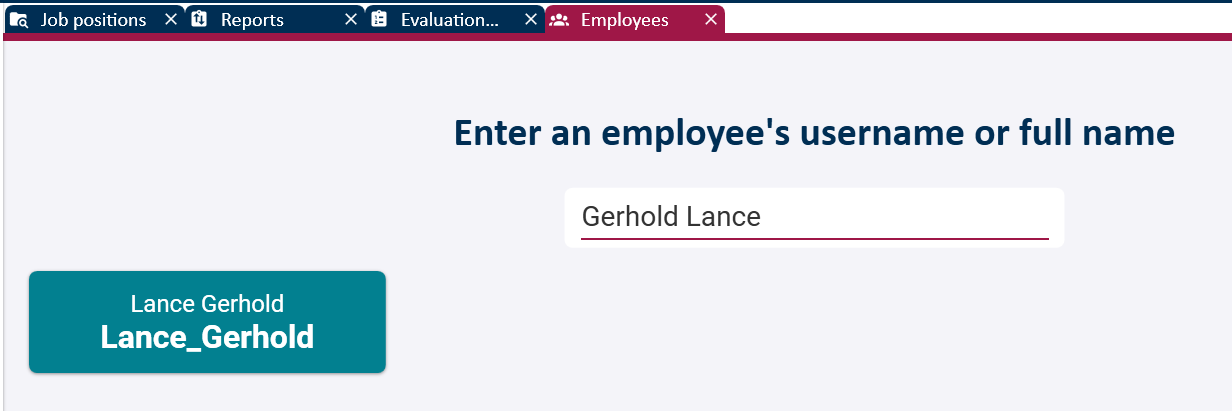 Job positions Reports Evaluation... Employees
Enter an employee's username or full name
Gerhold Lance
Lance Gerhold
Lance_Gerhold